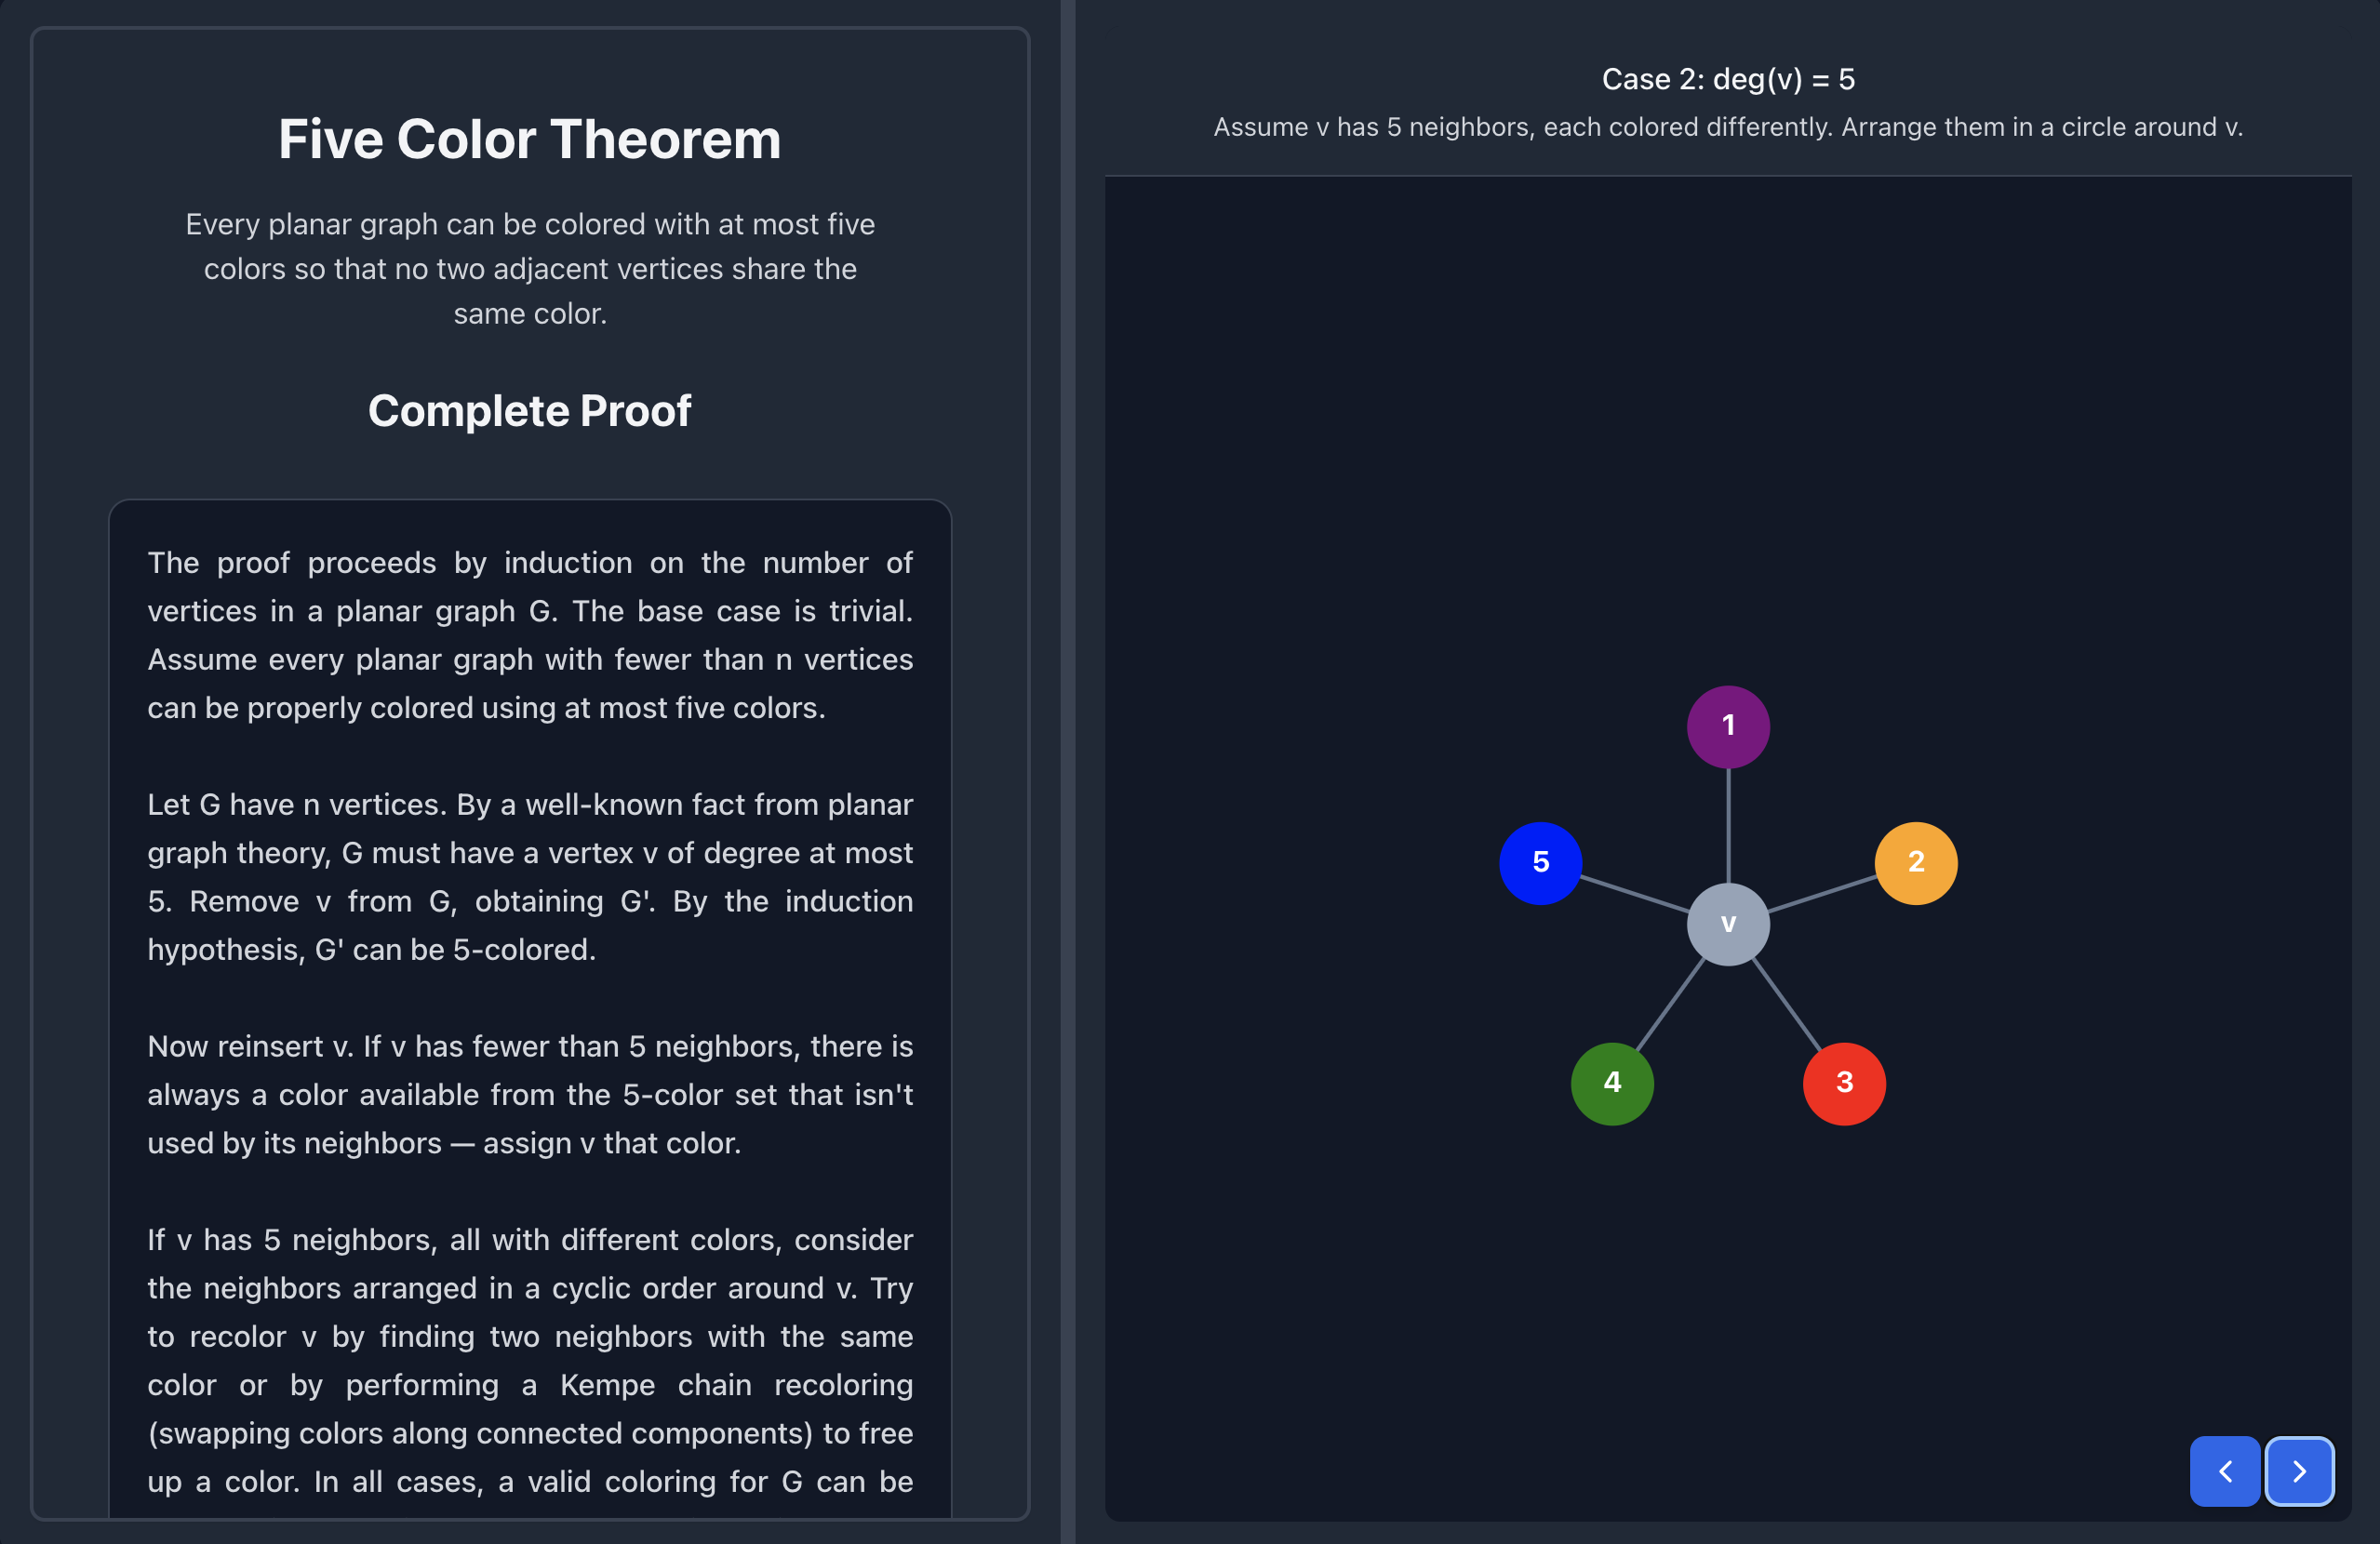 Five Color Theorem
Every planar graph can be colored with at most five
colors so that no two adjacent vertices share the
same color.
Complete Proof
The proof proceeds by induction on the number of
vertices in a planar graph G. The base case is trivial.
Assume every planar graph with fewer than n vertices
can be properly colored using at most five colors.
Let G have n vertices. By a well-known fact from planar
graph theory, G must have a vertex v of degree at most
5. Remove v from G, obtaining G'. By the induction
hypothesis, G' can be 5-colored.
Now reinsert v. If v has fewer than 5 neighbors, there is
always a color available from the 5-color set that isn't
used by its neighbors — assign v that color.
If v has 5 neighbors, all with different colors, consider
the neighbors arranged in a cyclic order around v. Try
to recolor v by finding two neighbors with the same
color or by performing a Kempe chain recoloring
(swapping colors along connected components) to free
up a color. In all cases, a valid coloring for G can be
Case 2: deg(v) = 5
Assume v has 5 neighbors, each colored differently. Arrange them in a circle around v.
1
5
2
v
4
3